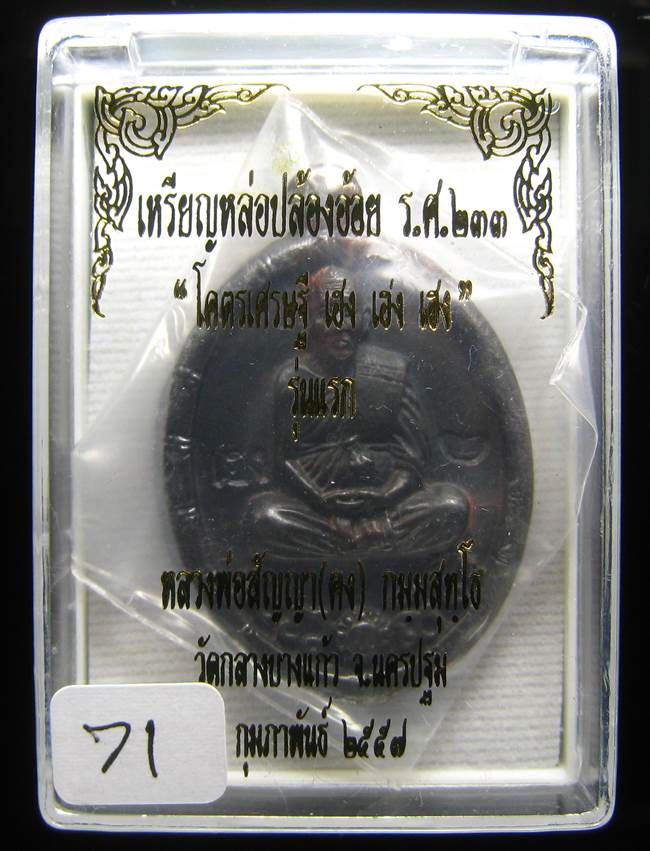 เหรียญหล่อปล้องอ้อย ร.ศ.๒๓๓
“โคตรเศรษฐี เฮง เฮ่ง เฮง”
รุ่นแรก
หลวงพ่อสัญญา(คง) กมฺมสุทฺโธ
วัดกลางบางแก้ว จ.นครปฐม
กุมภาพันธ์ ๒๕๕๗
71